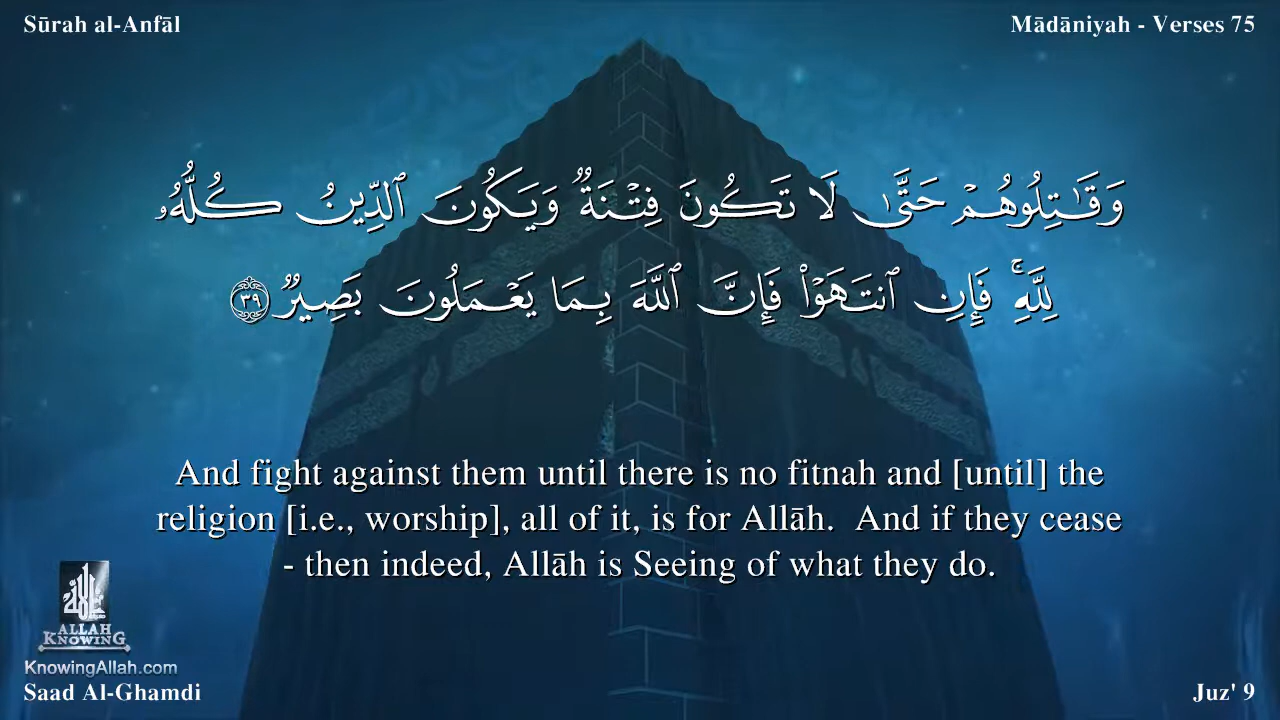 Sūrah al-Anfāl
Mādāniyah - Verses 75
وَقَـٰتِلُوهُمْ حَتَّىٰ لَا تَكُونَ فِتْنَةٌ وَيَكُونَ ٱلدِّينُ كُلُّهُۥ
لِلَّهِ ۚ فَإِنِ ٱنتَهَوْا۟ فَإِنَّ ٱللَّهَ بِمَا يَعْمَلُونَ بَصِيرٌ ٣٩
And fight against them until there is no fitnah and [until] the
religion [i.e., worship], all of it, is for Allāh. And if they cease
- then indeed, Allāh is Seeing of what they do.
الله
ALLAH
KNOWING
KnowingAllah.com
Saad Al-Ghamdi
Juz' 9